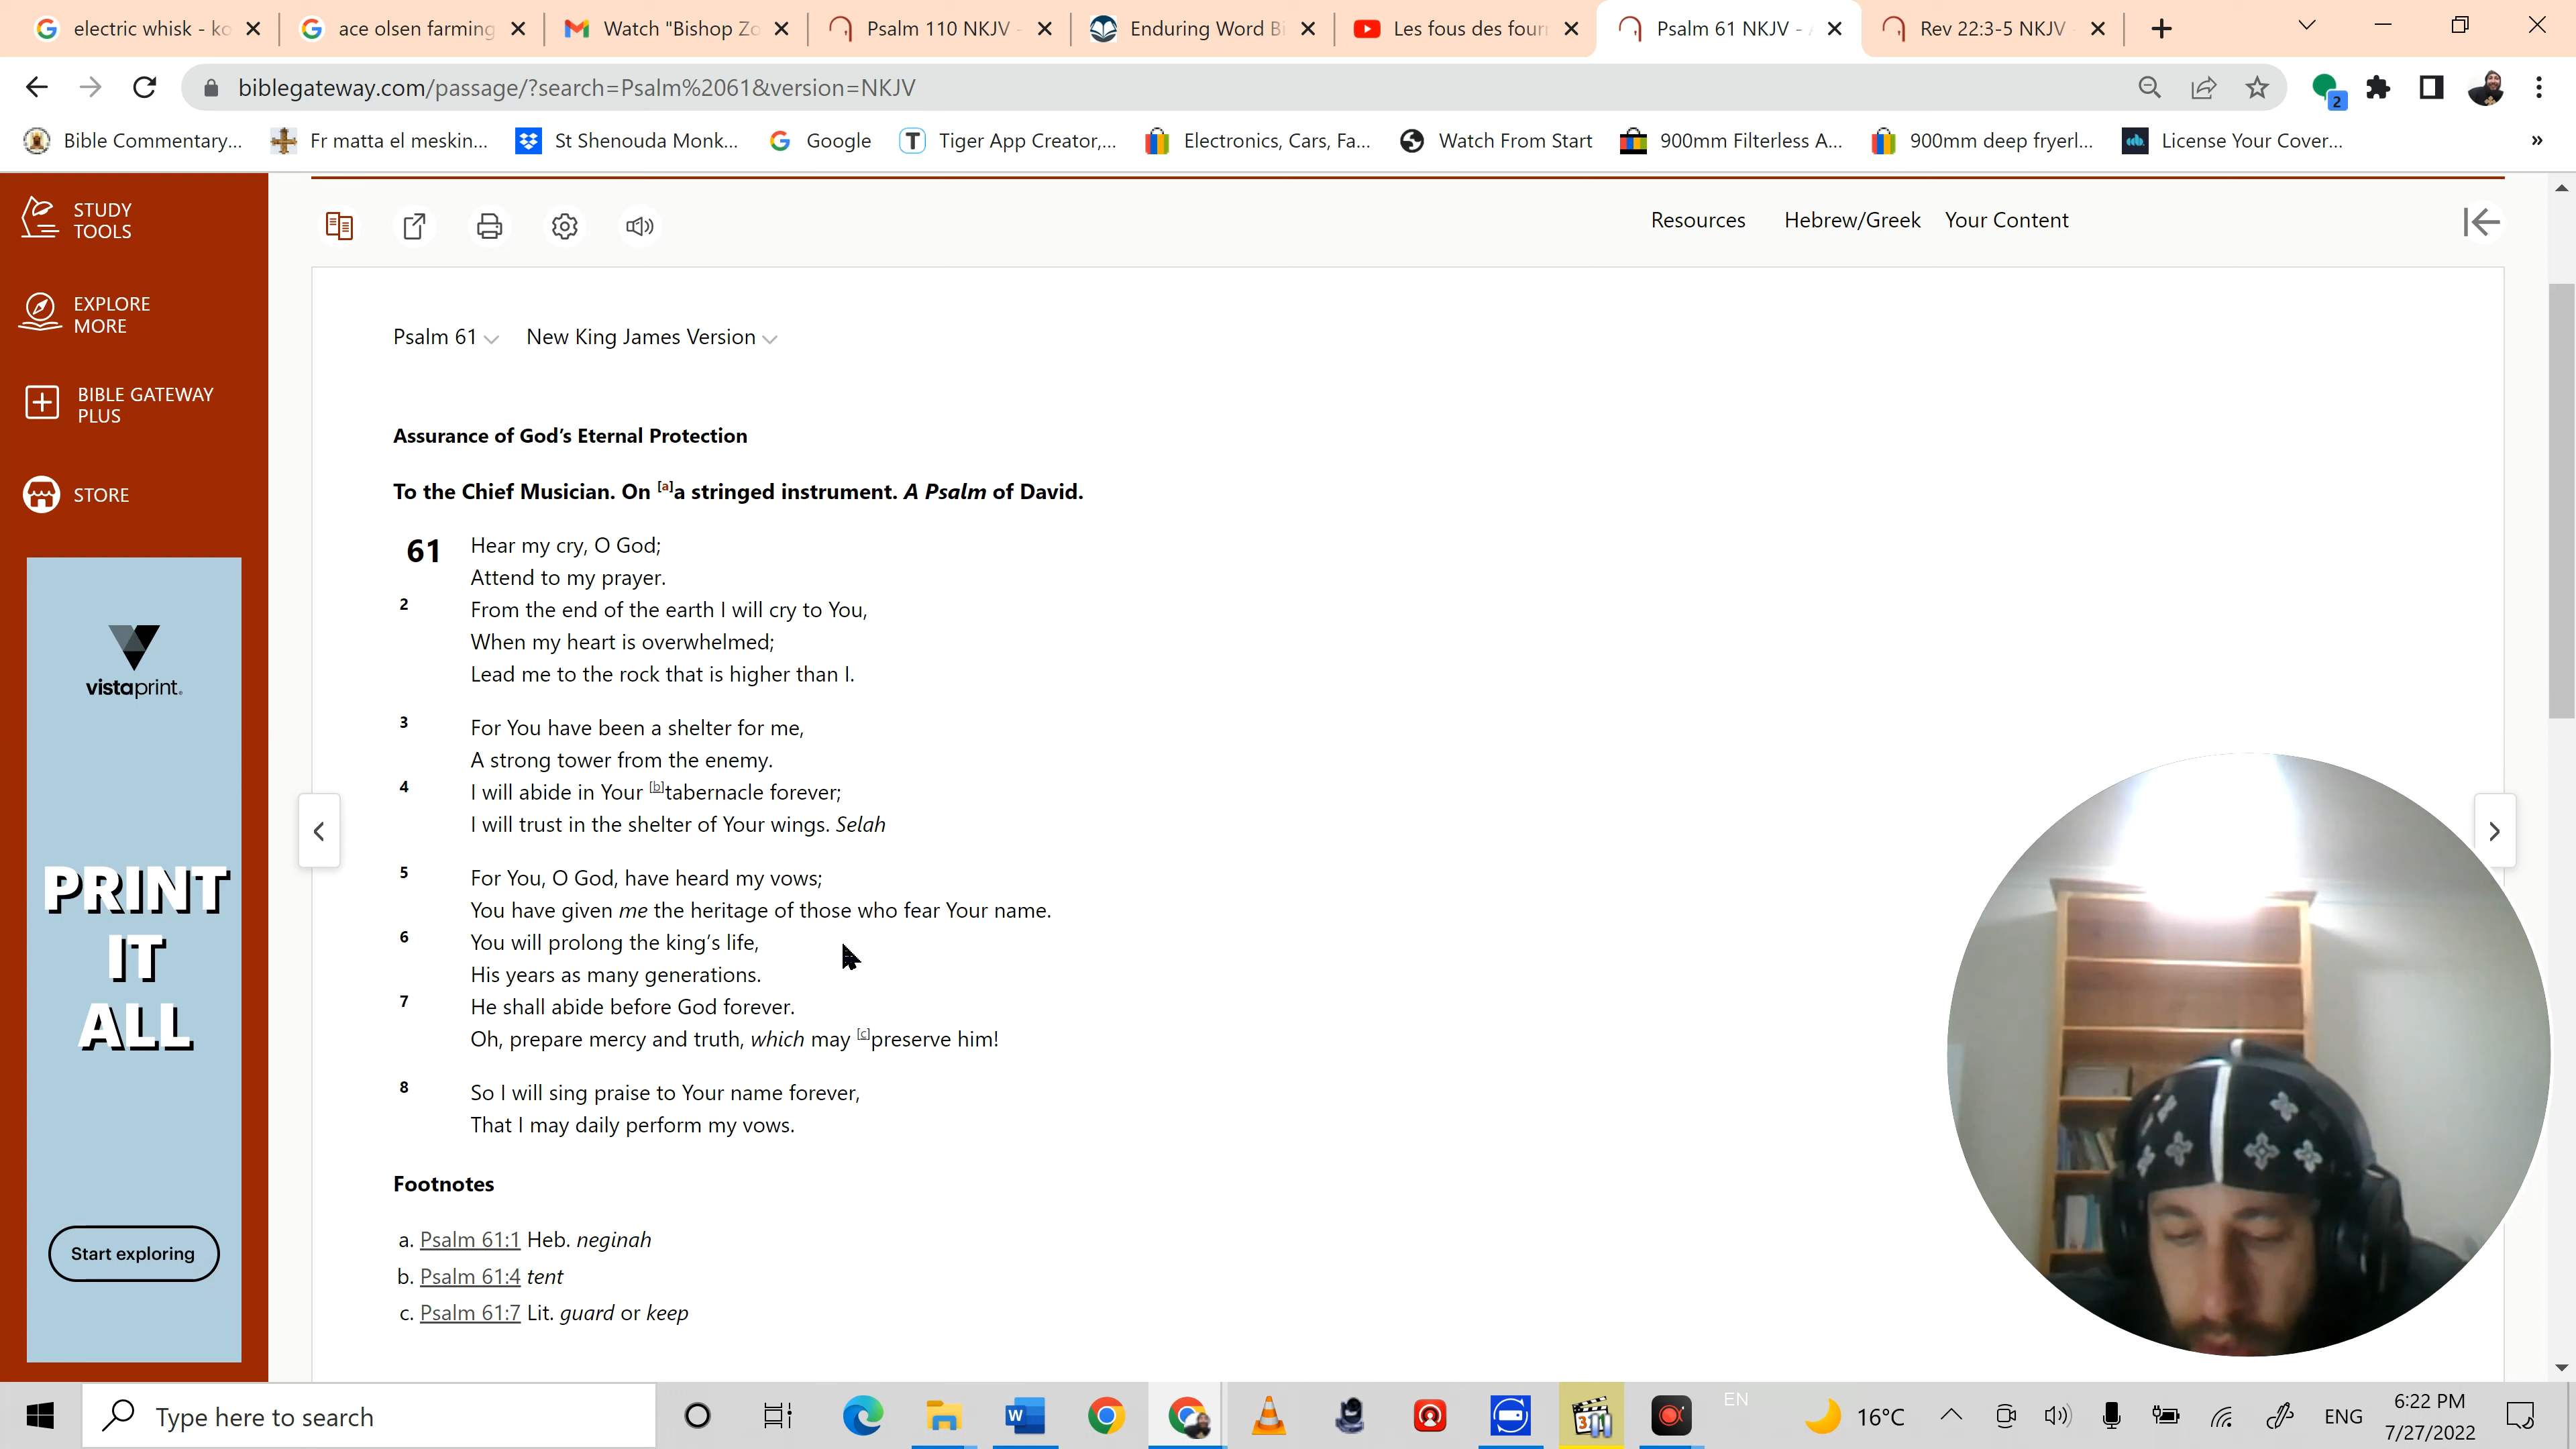 electric whisk - ko
ace olsen farming
Watch "Bishop Zo
Psalm 110 NKJV -
Enduring Word Bi
Les fous des four
Psalm 61 NKJV -
Rev 22:3-5 NKJV
biblegateway.com/passage/?search=Psalm%2061&version=NKJV
2
Bible Commentary...
Fr matta el meskin...
St Shenouda Monk...
Google
Tiger App Creator,...
Electronics, Cars, Fa...
Watch From Start
900mm Filterless A...
900mm deep fryerl...
License Your Cover...
»
STUDY
TOOLS
EXPLORE
MORE
BIBLE GATEWAY
PLUS
STORE
vistaprint.
PRINT
IT
ALL
Start exploring
Resources Hebrew/Greek Your Content
Psalm 61 New King James Version
Assurance of God's Eternal Protection
To the Chief Musician. On [a]a stringed instrument. A Psalm of David.
61 Hear my cry, O God;
Attend to my prayer.
2 From the end of the earth I will cry to You,
When my heart is overwhelmed;
Lead me to the rock that is higher than I.
3 For You have been a shelter for me,
A strong tower from the enemy.
4 I will abide in Your [b]tabernacle forever;
I will trust in the shelter of Your wings. Selah
5 For You, O God, have heard my vows;
You have given me the heritage of those who fear Your name.
6 You will prolong the king's life,
His years as many generations.
7 He shall abide before God forever.
Oh, prepare mercy and truth, which may [c]preserve him!
8 So I will sing praise to Your name forever,
That I may daily perform my vows.
Footnotes
a. Psalm 61:1 Heb. neginah
b. Psalm 61:4 tent
c. Psalm 61:7 Lit. guard or keep
Type here to search
EN
16°C
ENG
6:22 PM
7/27/2022